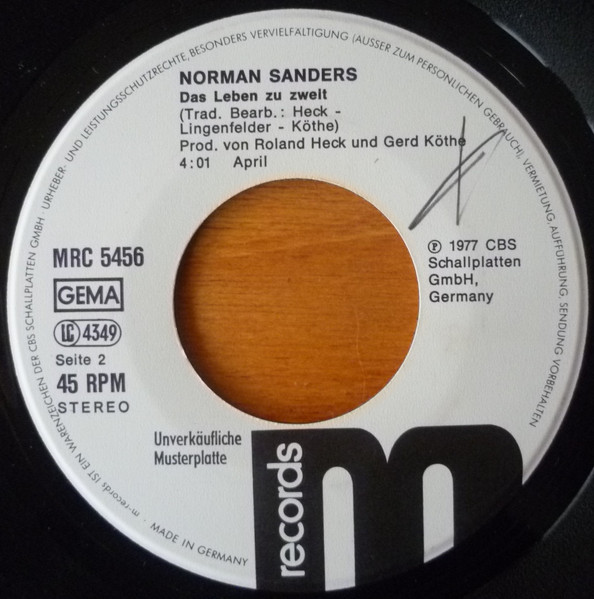 NORMAN SANDERS
Das Leben zu zweit
(Trad. Bearb.: Heck -
Lingenfelder - Köthe)
Prod. von Roland Heck und Gerd Köthe
4:01 April
MRC 5456
GEMA
LC 4349
Seite 2
45 RPM
STEREO
℗ 1977 CBS
Schallplatten
GmbH,
Germany
Unverkäufliche
Musterplatte
records
m
m-records IST EIN WARENZEICHEN DER CBS SCHALLPLATTEN GMBH · URHEBER- UND LEISTUNGSSCHUTZRECHTE, BESONDERS VERVIELFÄLTIGUNG (AUSSER ZUM PERSÖNLICHEN GEBRAUCH), VERMIETUNG, AUFFÜHRUNG, SENDUNG VORBEHALTEN
· MADE IN GERMANY